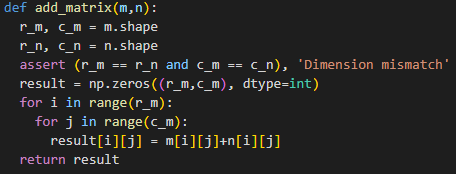 def add_matrix(m,n):
  r_m, c_m = m.shape
  r_n, c_n = n.shape
  assert (r_m == r_n and c_m == c_n), 'Dimension mismatch'
  result = np.zeros((r_m,c_m), dtype=int)
  for i in range(r_m):
    for j in range(c_m):
      result[i][j] = m[i][j]+n[i][j]
  return result